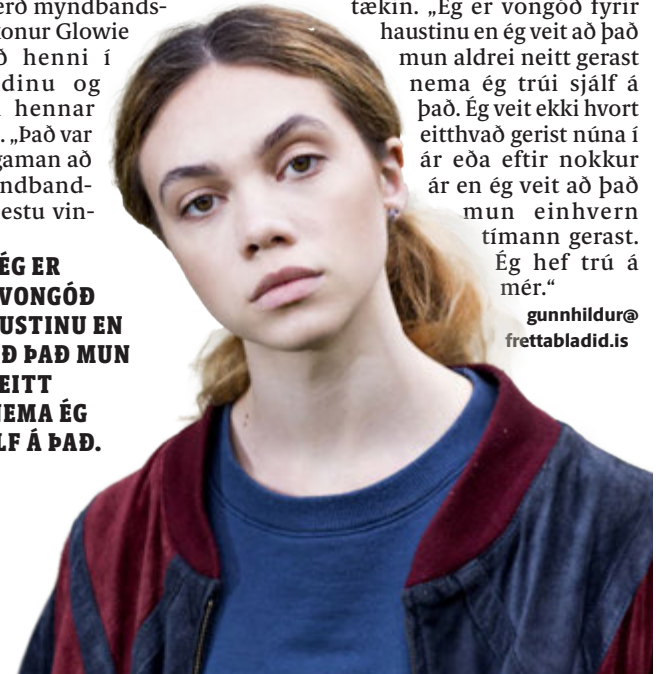 erð myndbands-
konur Glowie
ð henni í
dinu og
hennar
. „Það var
gaman að
ndband-
estu vin-
ÉG ER
VONGÓÐ
USTINU EN
Ð ÞAÐ MUN
EITT
NEMA ÉG
LF Á ÞAÐ.
tækin. „Ég er vongóð fyrir
haustinu en ég veit að það
mun aldrei neitt gerast
nema ég trúi sjálf á
það. Ég veit ekki hvort
eitthvað gerist núna í
ár eða eftir nokkur
ár en ég veit að það
mun einhvern
tímann gerast.
Ég hef trú á
mér.“
gunnhildur@
frettabladid.is